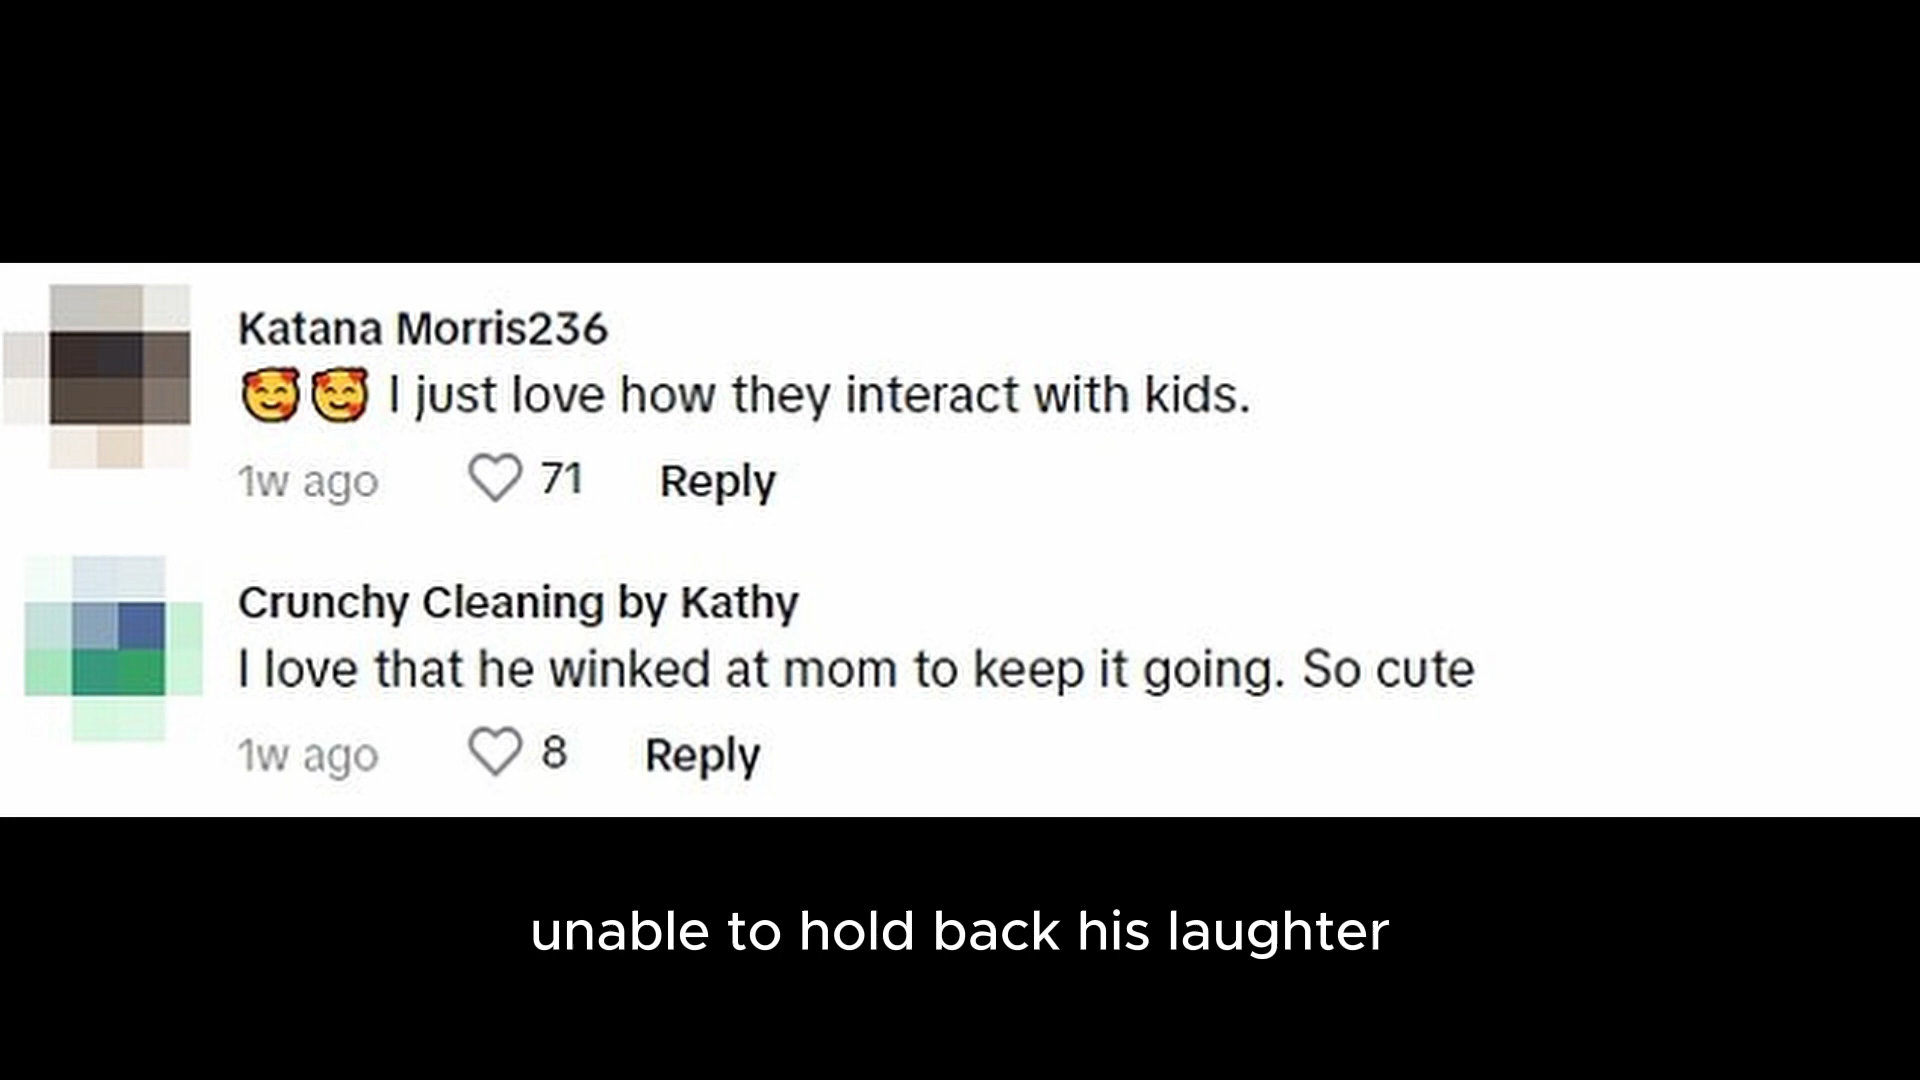 Katana Morris236
🥰🥰 I just love how they interact with kids.
1w ago 71 Reply
Crunchy Cleaning by Kathy
I love that he winked at mom to keep it going. So cute
1w ago 8 Reply
unable to hold back his laughter